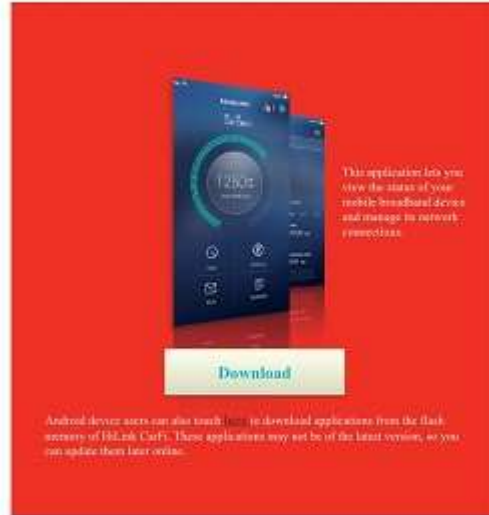 1250
This application lets you
view the status of your
mobile broadband device
and manage its network
connections.
Download
Android device users can also touch here to download applications from the flash
memory of HiLink CarFi. These applications may not be of the latest version, so you
can update them later online.